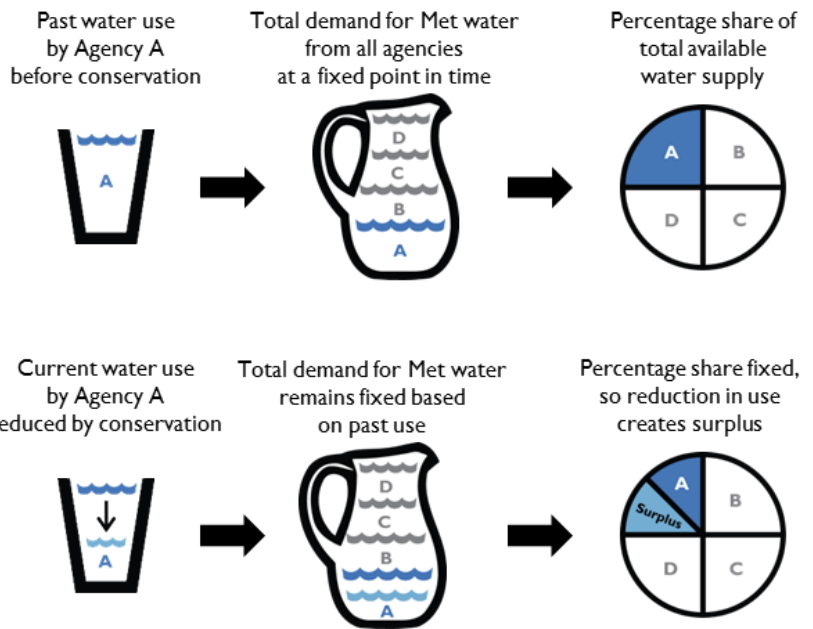 Past water use
by Agency A
before conservation
Total demand for Met water
from all agencies
at a fixed point in time
Percentage share of
total available
water supply
A
D
C
B
A
A
B
D
C
Current water use
by Agency A
educed by conservation
Total demand for Met water
remains fixed based
on past use
Percentage share fixed,
so reduction in use
creates surplus
A
D
C
B
A
A
B
Surplus
D
C